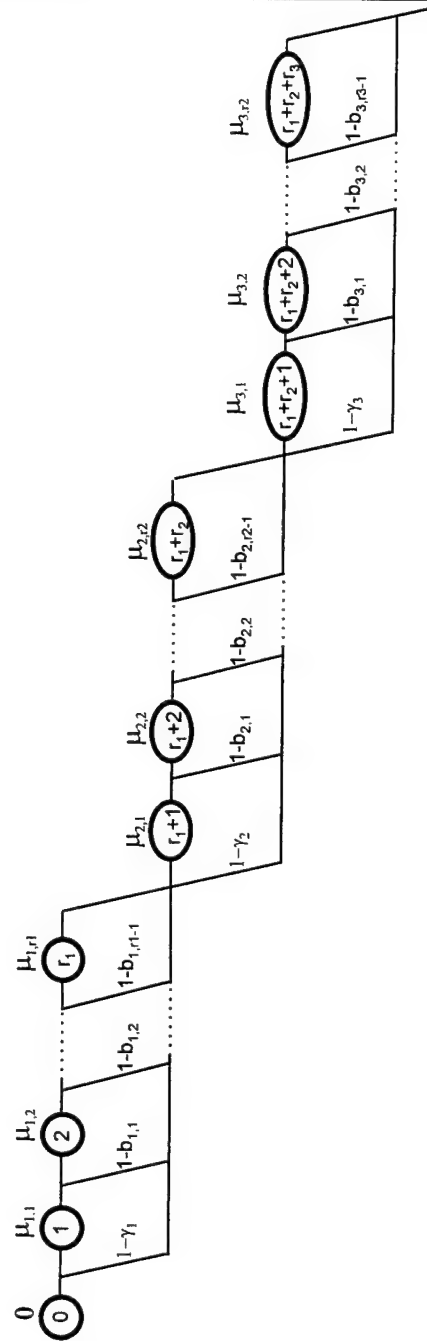 0
μ1,1
μ1,2
μ1,r1
0
1
2
r1
1-γ1
1-b1,1
1-b1,2
1-b1,r1-1
μ2,1
μ2,2
μ2,r2
r1+1
r1+2
r1+r2
1-γ2
1-b2,1
1-b2,2
1-b2,r2-1
μ3,1
μ3,2
μ3,r2
r1+r2+1
r1+r2+2
r1+r2+r3
1-γ3
1-b3,1
1-b3,2
1-b3,r3-1